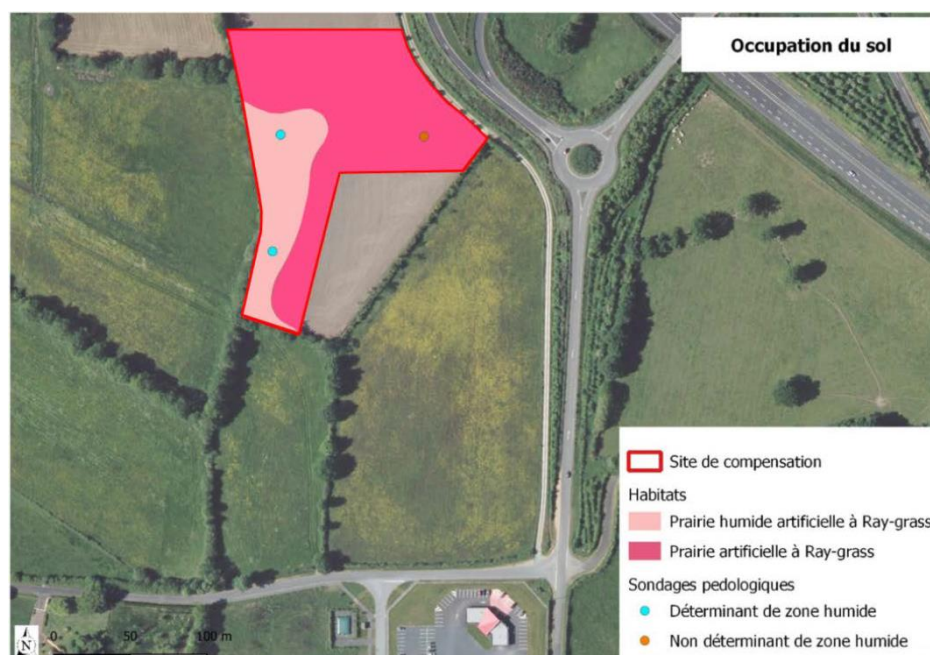 Occupation du sol
Site de compensation
Habitats
Prairie humide artificielle à Ray-grass
Prairie artificielle à Ray-grass
Sondages pedologiques
Déterminant de zone humide
Non déterminant de zone humide
N
0 50 100 m